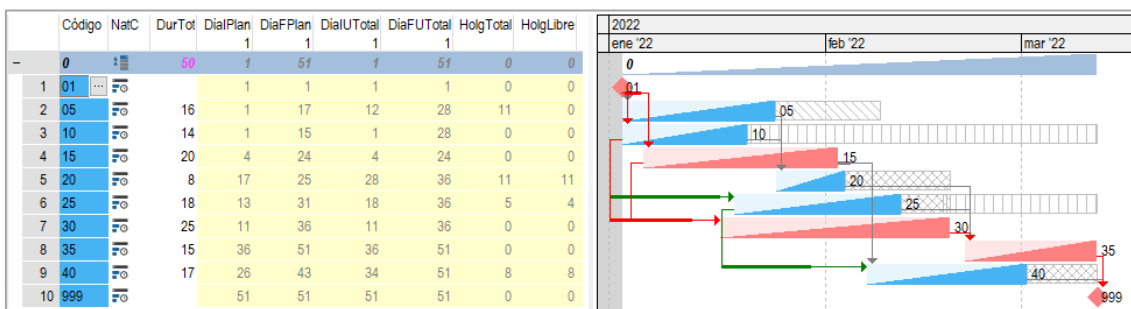 Código NatC DurTot DíaIPlan DíaFPlan DíaIUTotal DíaFUTotal HolgTotal HolgLibre
1 1 1 1
0 50 1 51 1 51 0 0
1 01 ... 1 1 1 1 0 0
2 05 16 1 17 12 28 11 0
3 10 14 1 15 1 28 0 0
4 15 20 4 24 4 24 0 0
5 20 8 17 25 28 36 11 11
6 25 18 13 31 18 36 5 4
7 30 25 11 36 11 36 0 0
8 35 15 36 51 36 51 0 0
9 40 17 26 43 34 51 8 8
10 999 51 51 51 51 0 0
2022
ene '22 feb '22 mar '22
0
01
05
10
15
20
25
30
35
40
999